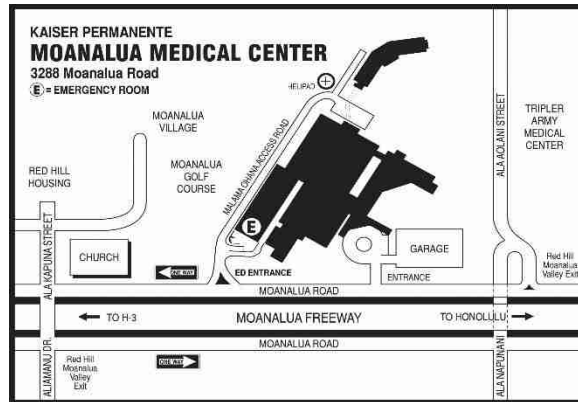 KAISER PERMANENTE
MOANALUA MEDICAL CENTER
3288 Moanalua Road
E = EMERGENCY ROOM
MOANALUA
VILLAGE
RED HILL
HOUSING
MOANALUA
GOLF
COURSE
MALAMA OHANA ACCESS ROAD
ALA AOLANI STREET
TRIPLER
ARMY
MEDICAL
CENTER
ALA KAPUNA STREET
CHURCH
E
GARAGE
ONE WAY
ED ENTRANCE
ENTRANCE
Red Hill
Moanalua
Valley Exit
MOANALUA ROAD
TO H-3
MOANALUA FREEWAY
TO HONOLULU
MOANALUA ROAD
ALIAMANU DR.
Red Hill
Moanalua
Valley
Exit
ONE WAY
ALA NAPUNANI